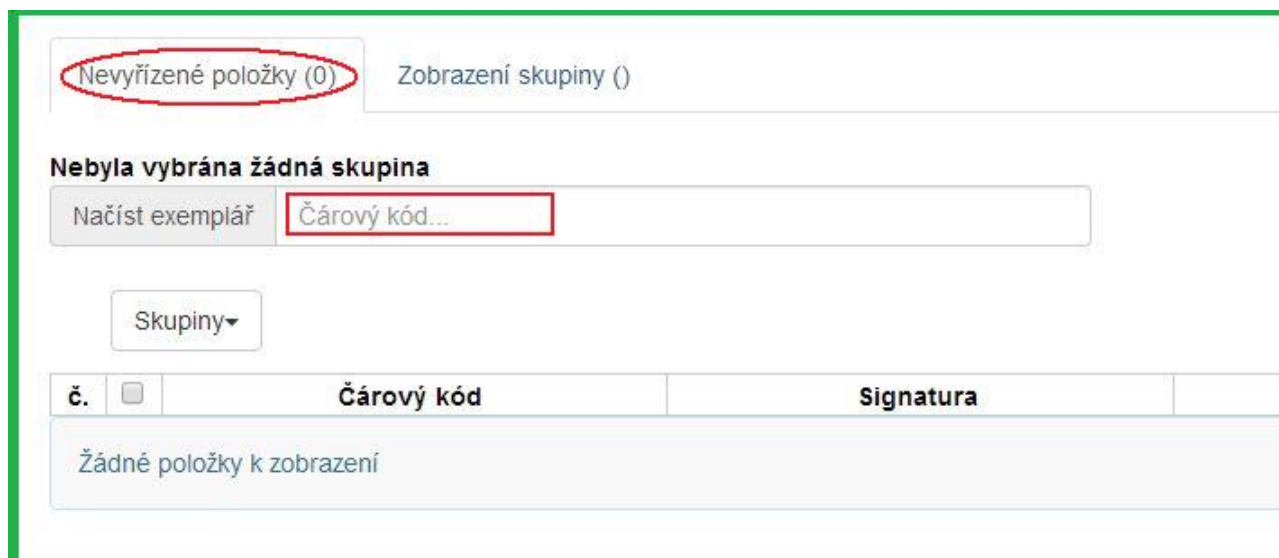 Nevyřízené položky (0) Zobrazení skupiny ()
Nebyla vybrána žádná skupina
Načíst exemplář Čárový kód...
Skupiny
č. Čárový kód Signatura
Žádné položky k zobrazení